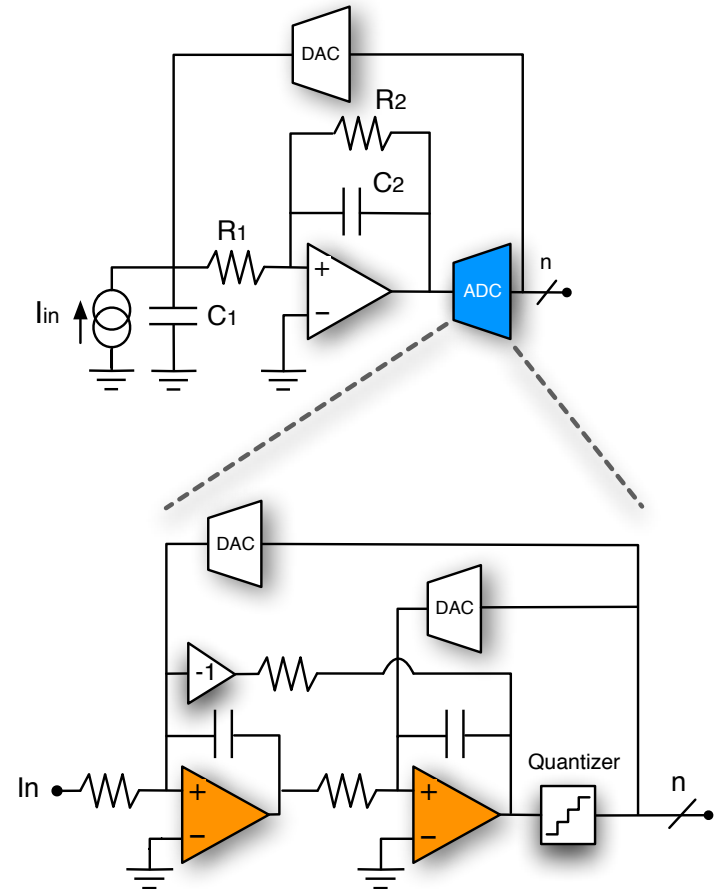 DAC
R2
C2
R1
+
−
Iin
C1
ADC
n
DAC
DAC
-1
Quantizer
In
+
−
+
−
n